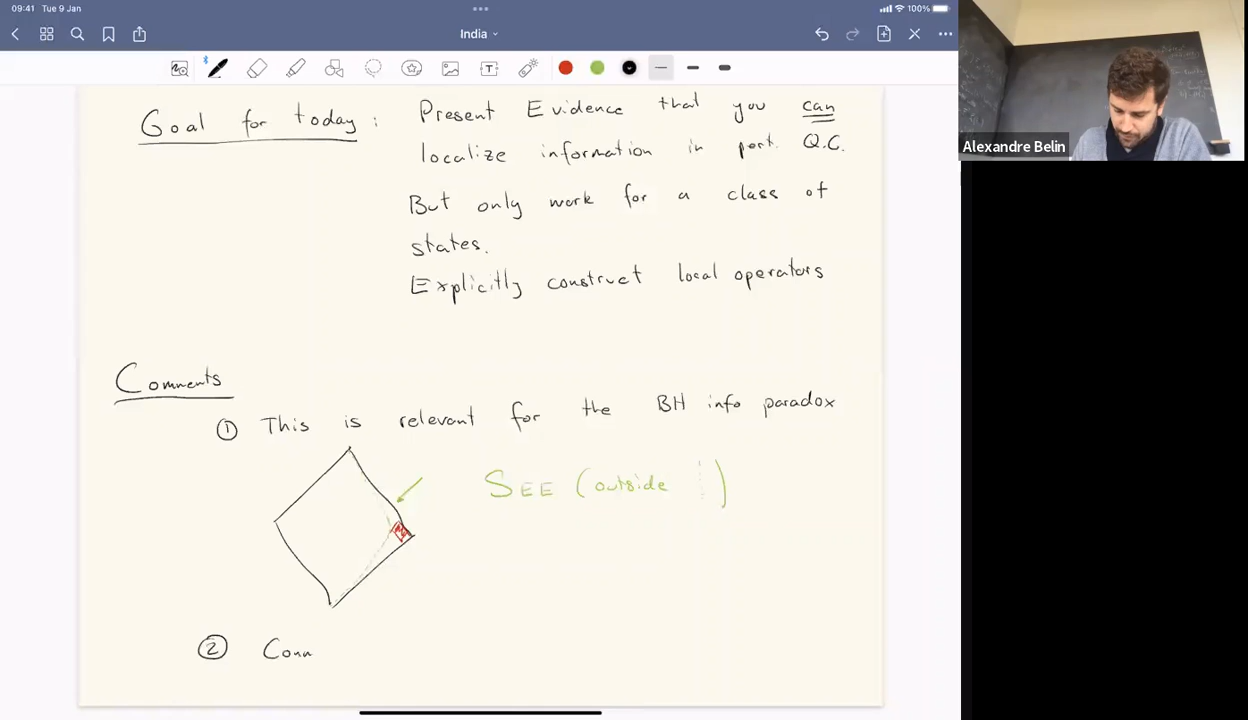 09:41 Tue 9 Jan
100%
India
Goal for today : Present Evidence that you can
localize information in pert. Q.G.
But only work for a class of
states.
Explicitly construct local operators
Comments
① This is relevant for the BH info paradox
SEE (outside )
② Conn
Alexandre Belin